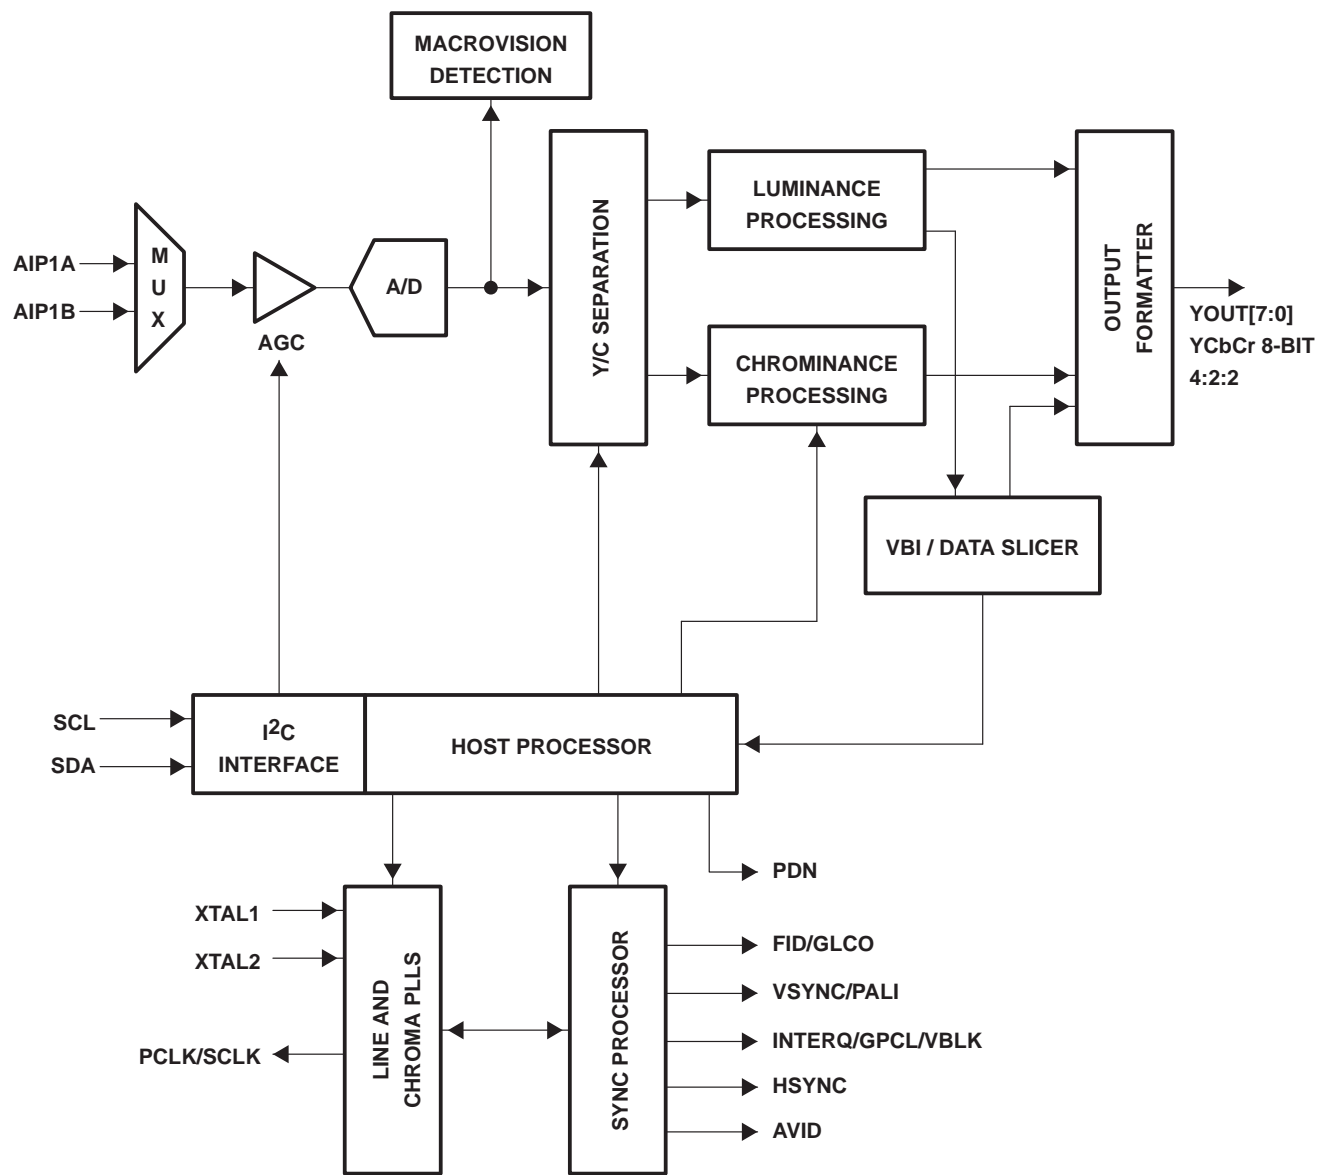 MACROVISION
DETECTION
LUMINANCE
PROCESSING
M
U
X
AIP1A
AIP1B
AGC
A/D
Y/C SEPARATION
CHROMINANCE
PROCESSING
OUTPUT
FORMATTER
YOUT[7:0]
YCbCr 8-BIT
4:2:2
VBI / DATA SLICER
SCL
SDA
I2C
INTERFACE
HOST PROCESSOR
PDN
XTAL1
XTAL2
PCLK/SCLK
LINE AND
CHROMA PLLS
SYNC PROCESSOR
FID/GLCO
VSYNC/PALI
INTERQ/GPCL/VBLK
HSYNC
AVID